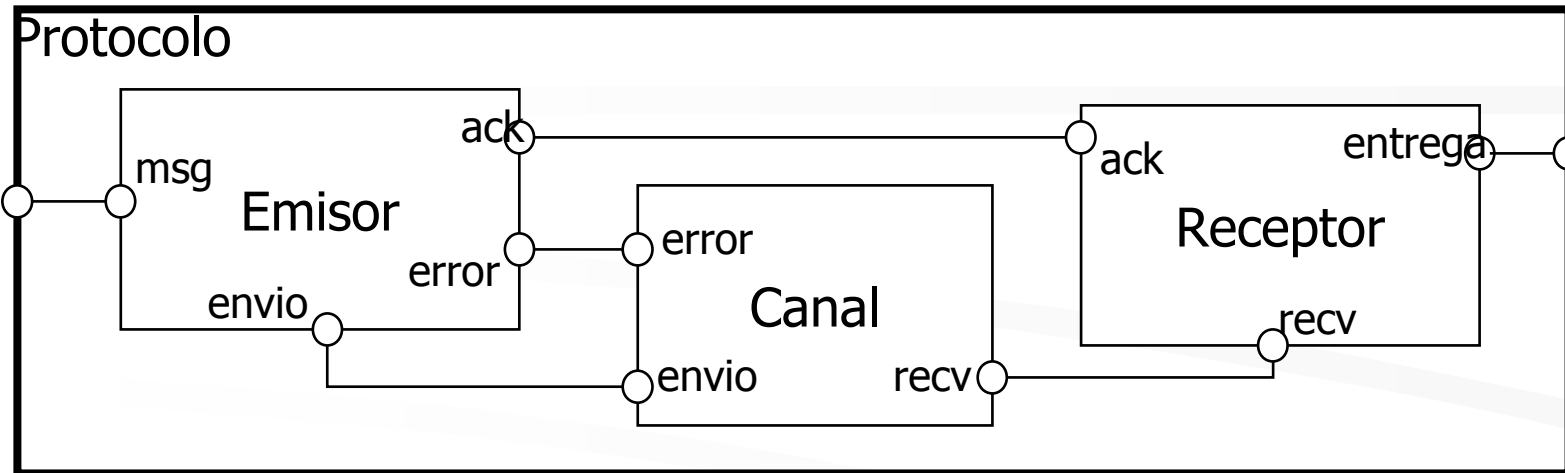 Protocolo
msg
Emisor
ack
error
envio
error
Canal
envio
recv
ack
entrega
Receptor
recv